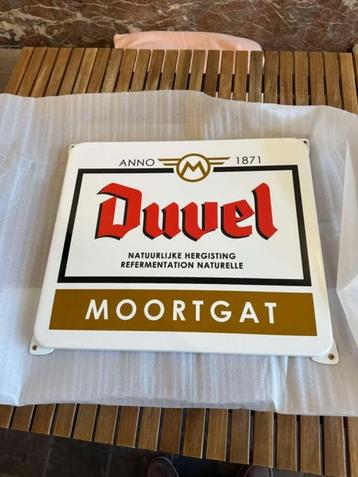 ANNO M 1871
Duvel
NATUURLIJKE HERGISTING
REFERMENTATION NATURELLE
MOORTGAT